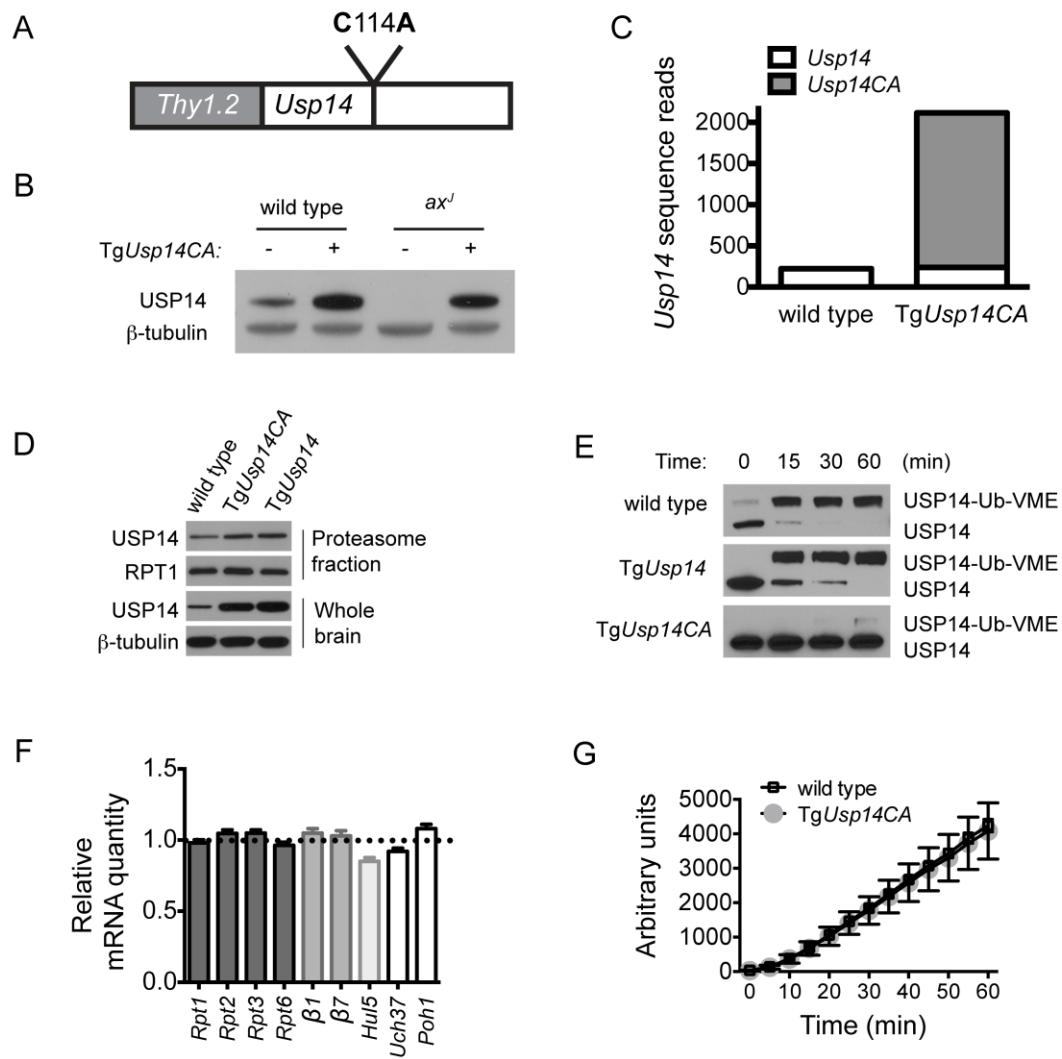 A
C114A
Thy1.2
Usp14
B
wild type
axJ
TgUsp14CA:
-
+
-
+
USP14
β-tubulin
C
Usp14
Usp14CA
Usp14 sequence reads
2000
1500
1000
500
0
wild type
TgUsp14CA
D
wild type
TgUsp14CA
TgUsp14
USP14
RPT1
Proteasome
fraction
USP14
β-tubulin
Whole
brain
E
Time:
0
15
30
60
(min)
wild type
USP14-Ub-VME
USP14
TgUsp14
USP14-Ub-VME
USP14
TgUsp14CA
USP14-Ub-VME
USP14
F
Relative
mRNA quantity
1.5
1.0
0.5
0.0
Rpt1
Rpt2
Rpt3
Rpt6
β1
β7
Hul5
Uch37
Poh1
G
wild type
TgUsp14CA
Arbitrary units
5000
4000
3000
2000
1000
0
0
10
20
30
40
50
60
Time (min)